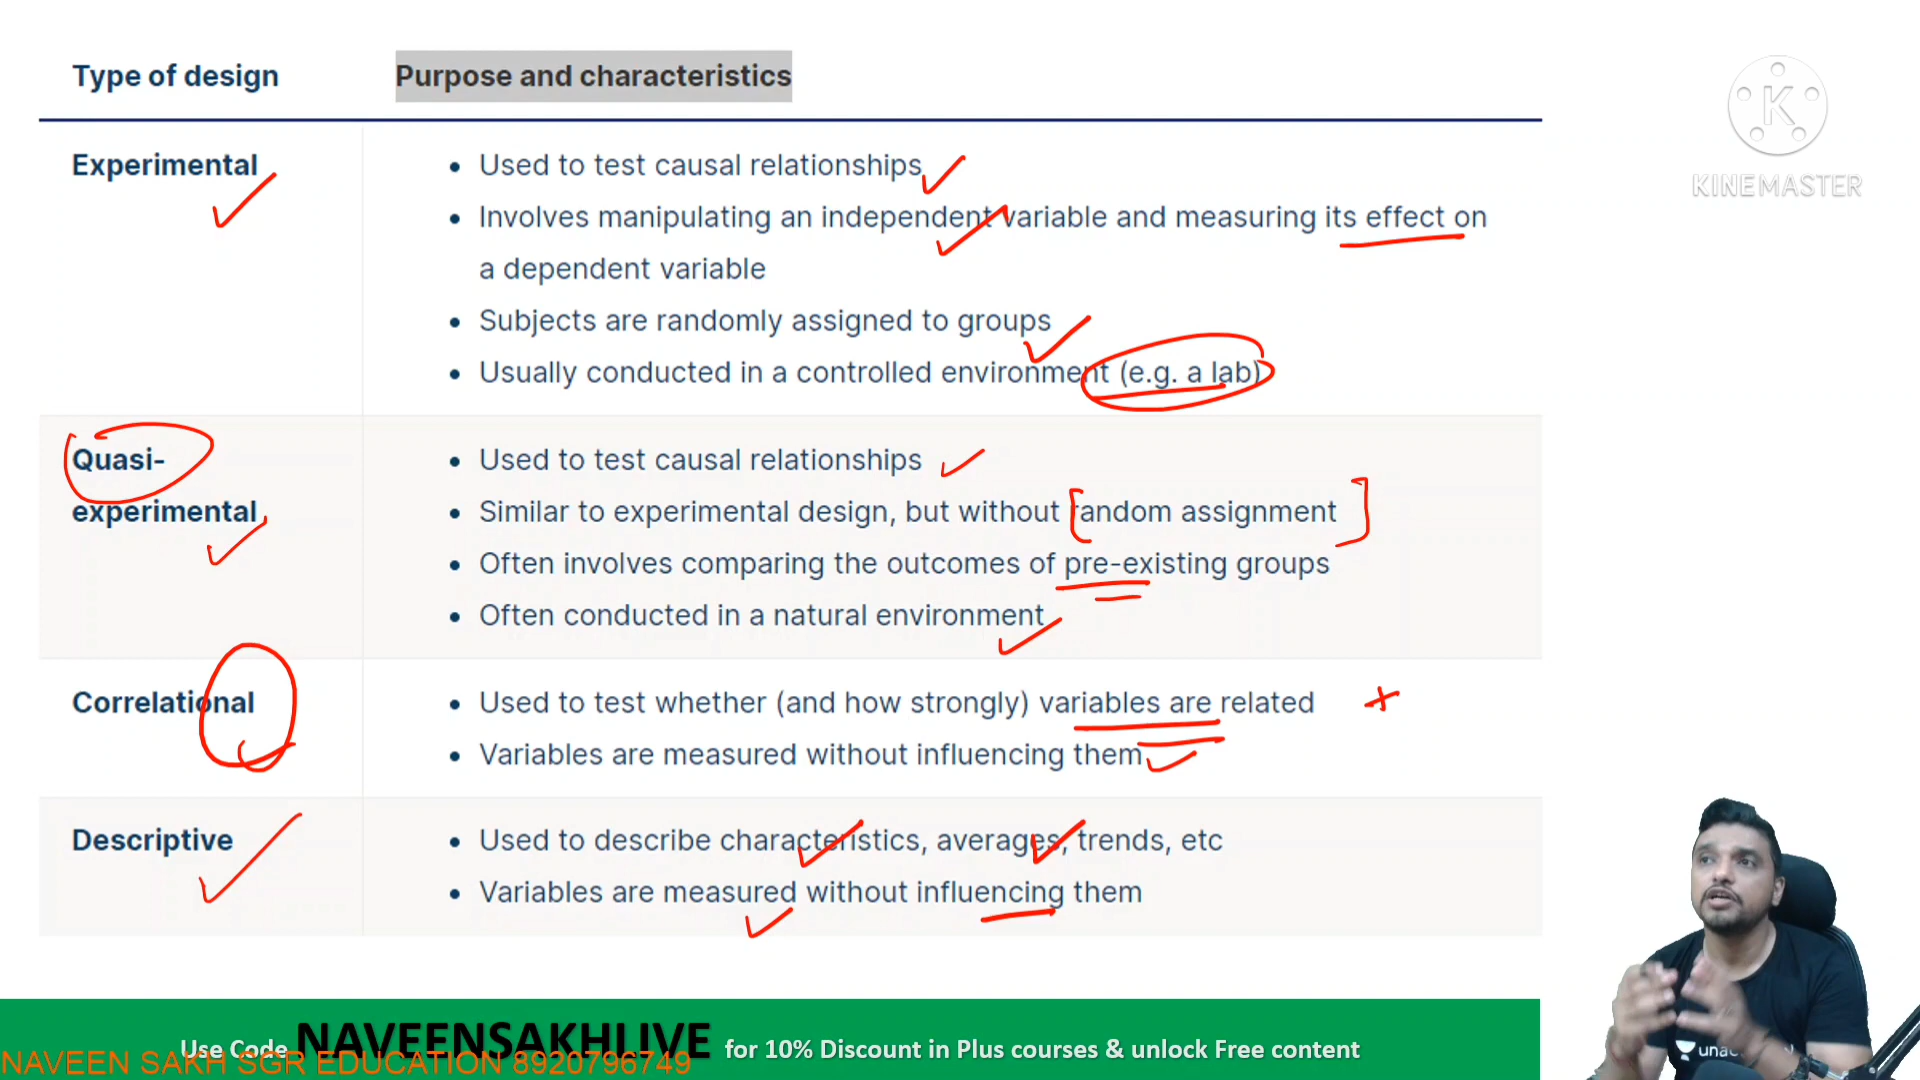 Type of design
Purpose and characteristics
KINEMASTER
Experimental
• Used to test causal relationships
• Involves manipulating an independent variable and measuring its effect on
a dependent variable
• Subjects are randomly assigned to groups
• Usually conducted in a controlled environment (e.g. a lab)
Quasi-
experimental
• Used to test causal relationships
• Similar to experimental design, but without random assignment
• Often involves comparing the outcomes of pre-existing groups
• Often conducted in a natural environment
Correlational
• Used to test whether (and how strongly) variables are related
+
• Variables are measured without influencing them
Descriptive
• Used to describe characteristics, averages, trends, etc
• Variables are measured without influencing them
Use Code NAVEENSAKHLIVE for 10% Discount in Plus courses & unlock Free content
NAVEEN SAKH SGR EDUCATION 8920796749